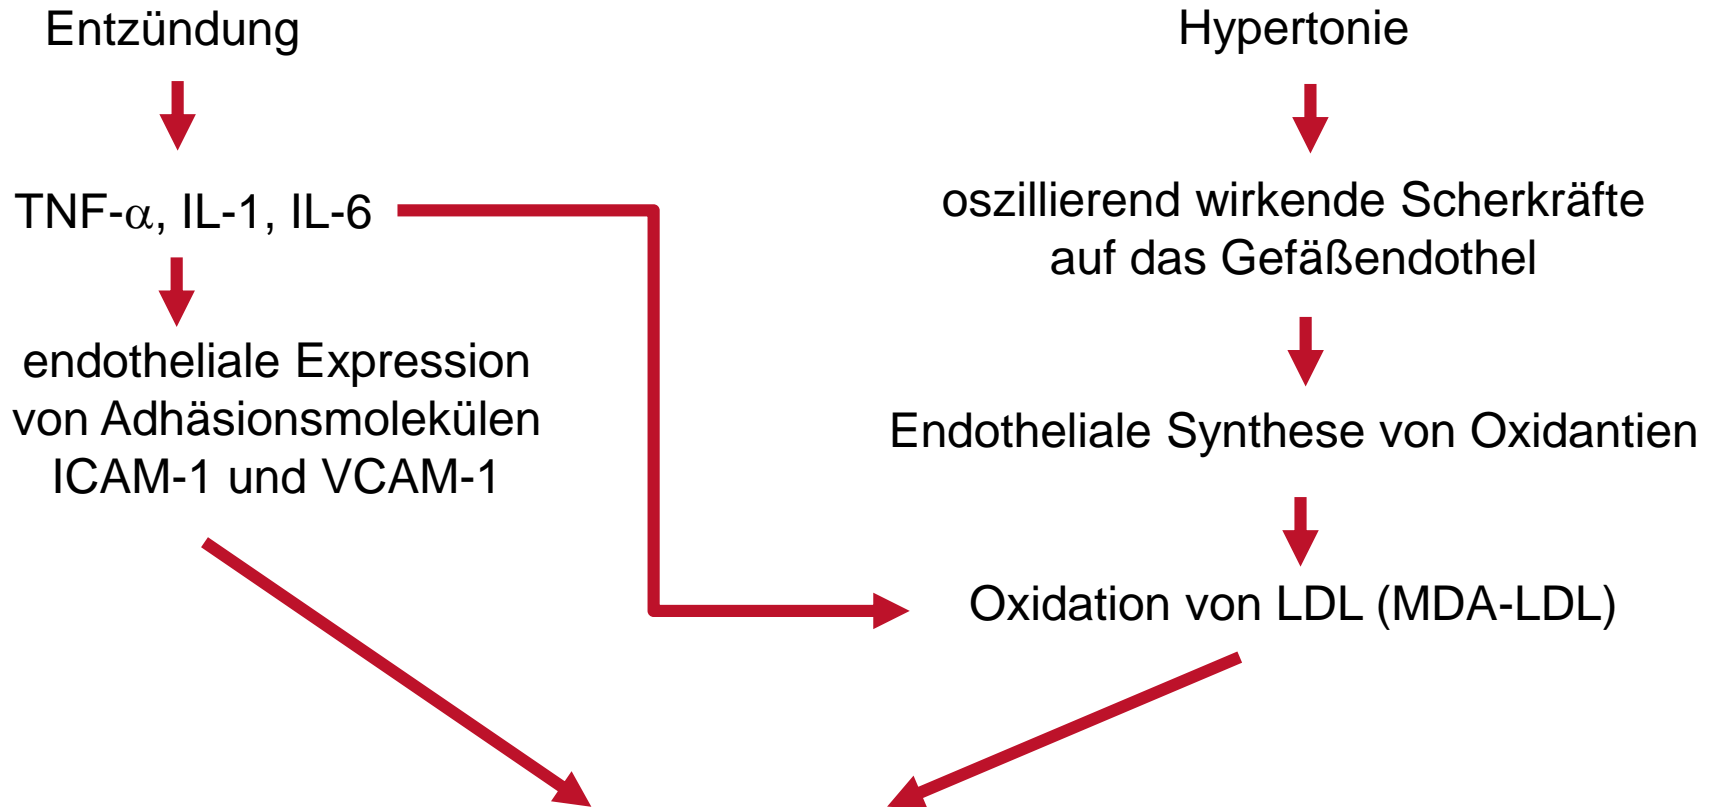 Entzündung
TNF-α, IL-1, IL-6
endotheliale Expression
von Adhäsionsmolekülen
ICAM-1 und VCAM-1
Hypertonie
oszillierend wirkende Scherkräfte
auf das Gefäßendothel
Endotheliale Synthese von Oxidantien
Oxidation von LDL (MDA-LDL)